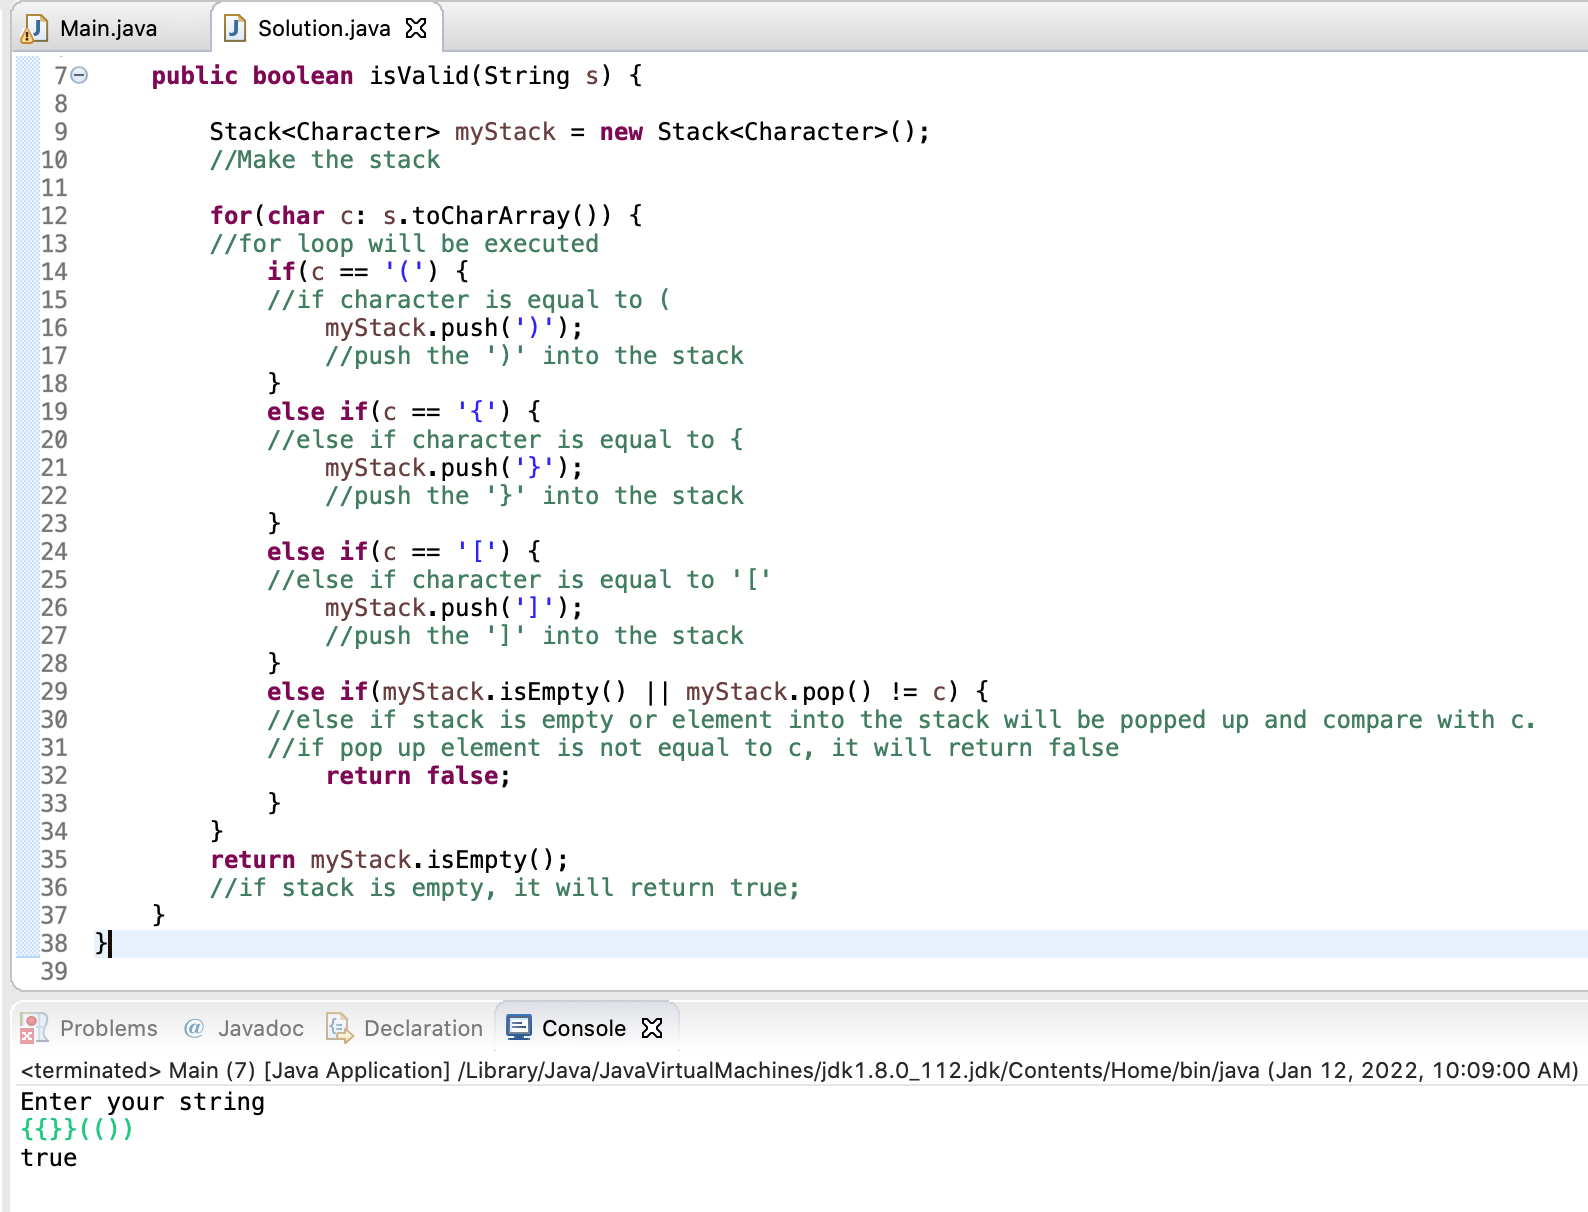 Main.java Solution.java
7 public boolean isValid(String s) {
8
9 Stack<Character> myStack = new Stack<Character>();
10 //Make the stack
11
12 for(char c: s.toCharArray()) {
13 //for loop will be executed
14 if(c == '(') {
15 //if character is equal to (
16 myStack.push(')');
17 //push the ')' into the stack
18 }
19 else if(c == '{') {
20 //else if character is equal to {
21 myStack.push('}');
22 //push the '}' into the stack
23 }
24 else if(c == '[') {
25 //else if character is equal to '['
26 myStack.push(']');
27 //push the ']' into the stack
28 }
29 else if(myStack.isEmpty() || myStack.pop() != c) {
30 //else if stack is empty or element into the stack will be popped up and compare with c.
31 //if pop up element is not equal to c, it will return false
32 return false;
33 }
34 }
35 return myStack.isEmpty();
36 //if stack is empty, it will return true;
37 }
38 }
39
Problems @ Javadoc Declaration Console
<terminated> Main (7) [Java Application] /Library/Java/JavaVirtualMachines/jdk1.8.0_112.jdk/Contents/Home/bin/java (Jan 12, 2022, 10:09:00 AM)
Enter your string
{{}}(())
true